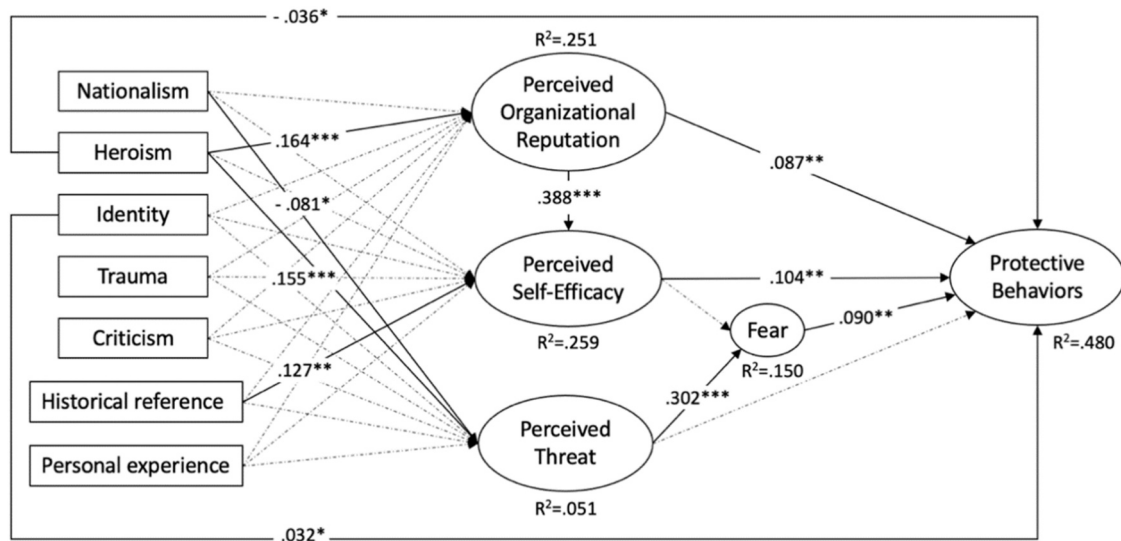 - .036*
R²=.251
Nationalism
Perceived
Organizational
Reputation
Heroism
.164***
.087**
.388***
Identity
- .081*
Trauma
Perceived
Self-Efficacy
.104**
Protective
Behaviors
.155***
Criticism
Fear
.090**
R²=.259
R²=.480
.127**
R²=.150
Historical reference
.302***
Perceived
Threat
Personal experience
R²=.051
.032*